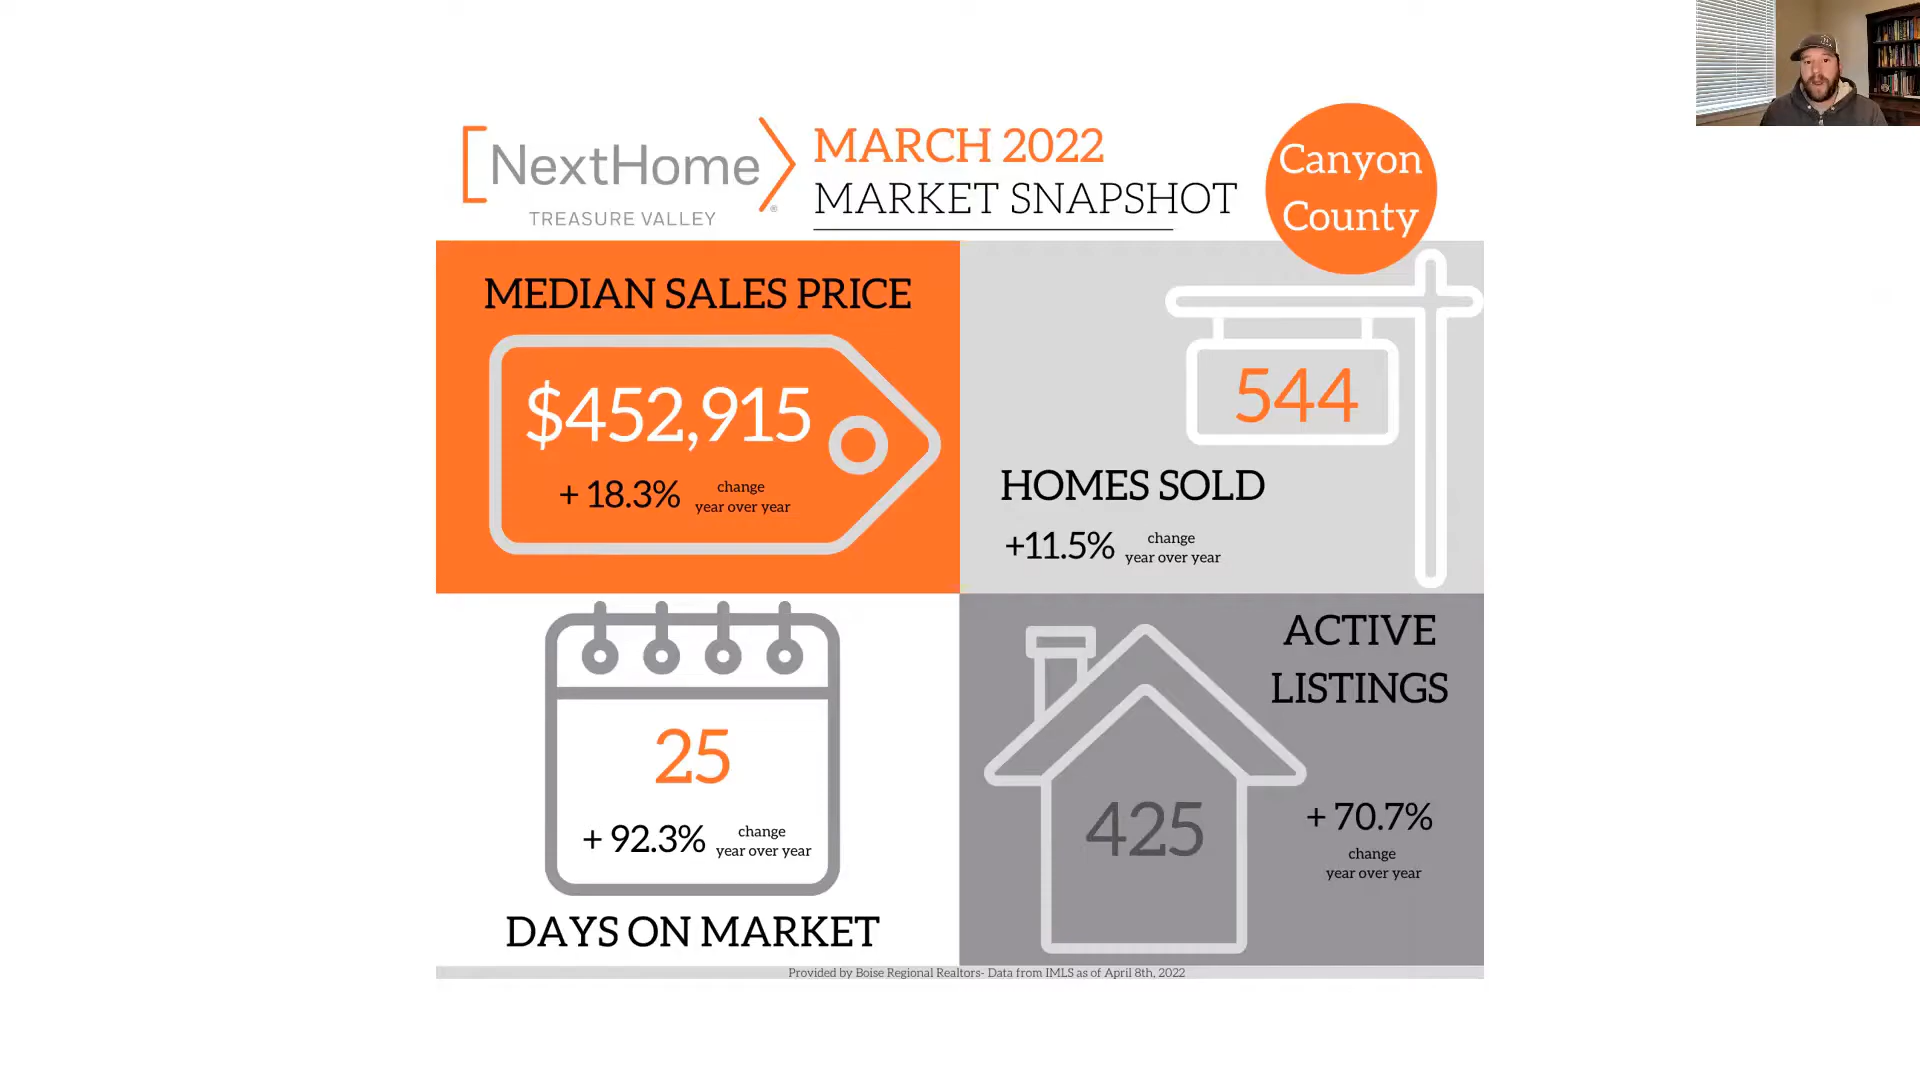 [NextHome>®
TREASURE VALLEY
MARCH 2022
MARKET SNAPSHOT
Canyon
County
MEDIAN SALES PRICE
$452,915
+ 18.3%
change
year over year
544
HOMES SOLD
+11.5%
change
year over year
25
+ 92.3%
change
year over year
DAYS ON MARKET
ACTIVE
LISTINGS
425
+ 70.7%
change
year over year
Provided by Boise Regional Realtors- Data from IMLS as of April 8th, 2022